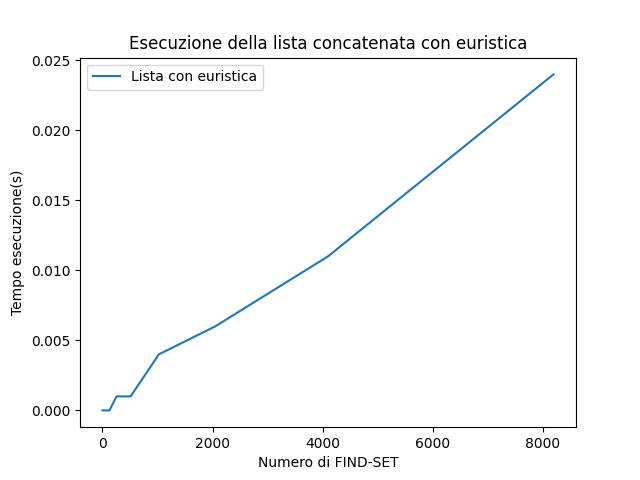 Esecuzione della lista concatenata con euristica
Lista con euristica
0.025
0.020
0.015
0.010
0.005
0.000
Tempo esecuzione(s)
0 2000 4000 6000 8000
Numero di FIND-SET